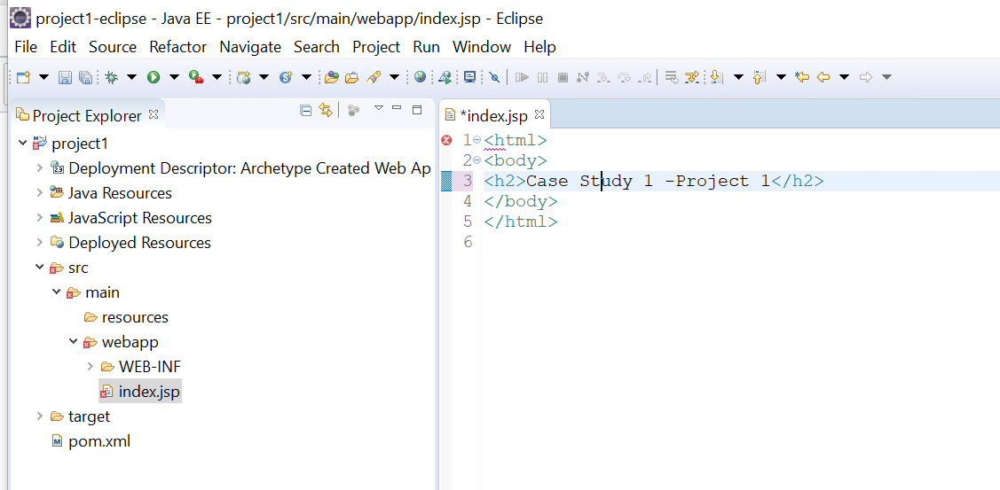 project1-eclipse - Java EE - project1/src/main/webapp/index.jsp - Eclipse
File Edit Source Refactor Navigate Search Project Run Window Help
Project Explorer
project1
Deployment Descriptor: Archetype Created Web Ap
Java Resources
JavaScript Resources
Deployed Resources
src
main
resources
webapp
WEB-INF
index.jsp
target
pom.xml
*index.jsp
1 <html>
2 <body>
3 <h2>Case Study 1 -Project 1</h2>
4 </body>
5 </html>
6